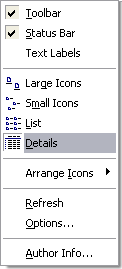 Toolbar
Status Bar
Text Labels
Large Icons
Small Icons
List
Details
Arrange Icons
Refresh
Options...
Author Info...